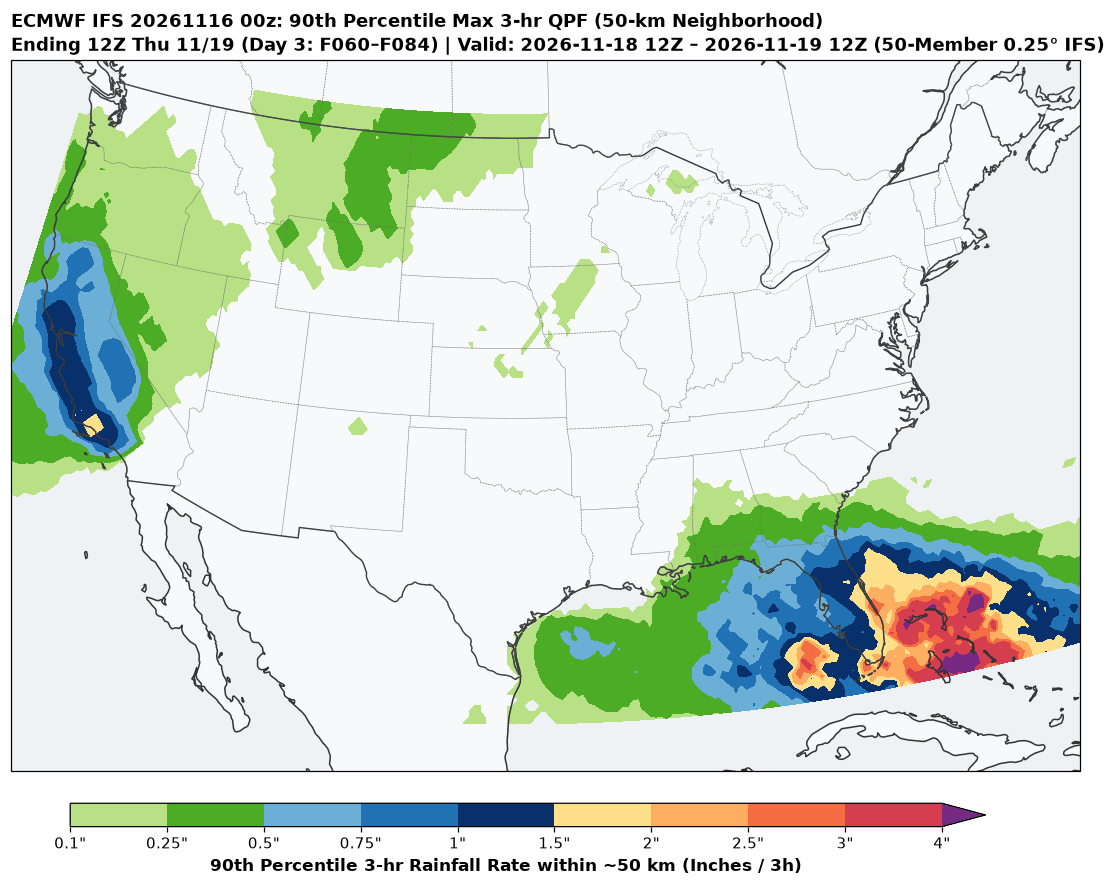 ECMWF IFS 20261116 00z: 90th Percentile Max 3-hr QPF (50-km Neighborhood)
Ending 12Z Thu 11/19 (Day 3: F060–F084) | Valid: 2026-11-18 12Z – 2026-11-19 12Z (50-Member 0.25° IFS)
0.1" 0.25" 0.5" 0.75" 1" 1.5" 2" 2.5" 3" 4"
90th Percentile 3-hr Rainfall Rate within ~50 km (Inches / 3h)